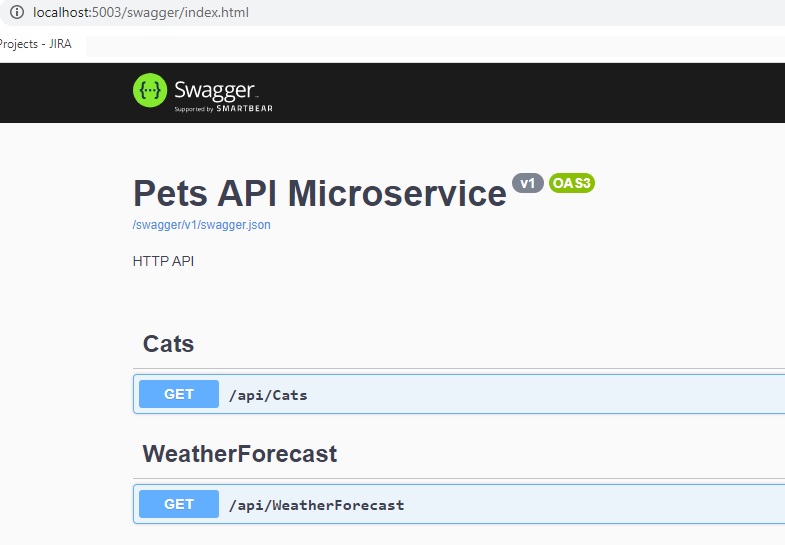 localhost:5003/swagger/index.html
Projects - JIRA
{···} Swagger
Supported by SMARTBEAR
Pets API Microservice v1 OAS3
/swagger/v1/swagger.json
HTTP API
Cats
GET /api/Cats
WeatherForecast
GET /api/WeatherForecast